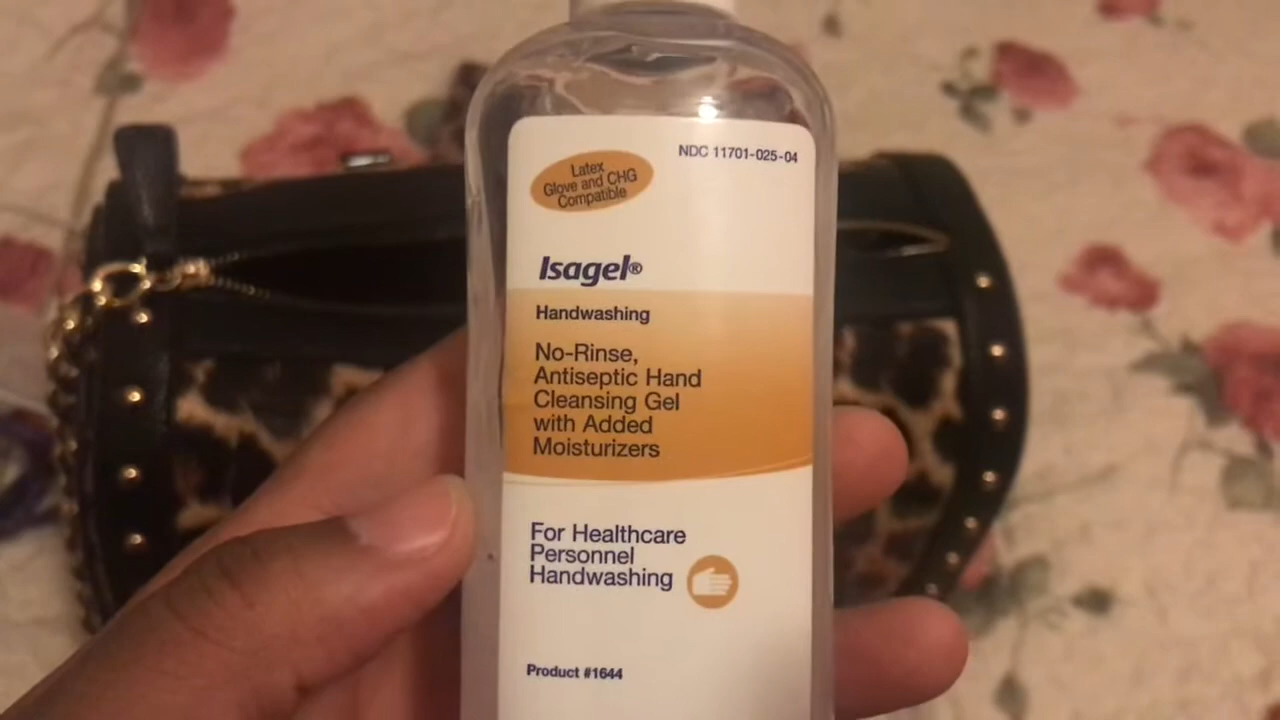 Latex
Glove and CHG
Compatible
NDC 11701-025-04
Isagel®
Handwashing
No-Rinse,
Antiseptic Hand
Cleansing Gel
with Added
Moisturizers
For Healthcare
Personnel
Handwashing
Product #1644